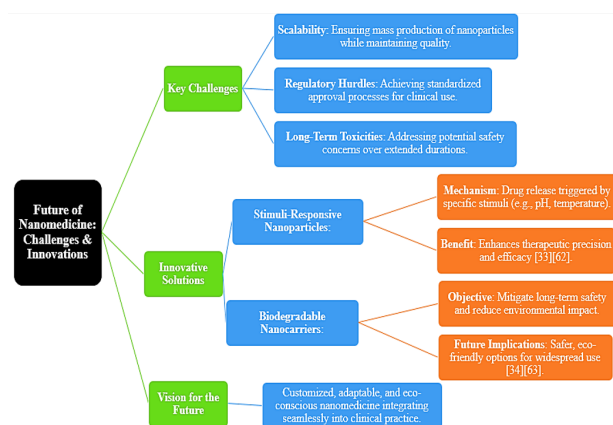 Scalability: Ensuring mass production of nanoparticles
while maintaining quality.
Key Challenges
Regulatory Hurdles: Achieving standardized
approval processes for clinical use.
Long-Term Toxicities: Addressing potential safety
concerns over extended durations.
Future of
Nanomedicine:
Challenges &
Innovations
Innovative
Solutions
Stimuli-Responsive
Nanoparticles:
Mechanism: Drug release triggered by
specific stimuli (e.g., pH, temperature).
Benefit: Enhances therapeutic precision
and efficacy [33][62].
Biodegradable
Nanocarriers:
Objective: Mitigate long-term safety
and reduce environmental impact.
Future Implications: Safer, eco-
friendly options for widespread use
[34][63].
Vision for the
Future
Customized, adaptable, and eco-
conscious nanomedicine integrating
seamlessly into clinical practice.